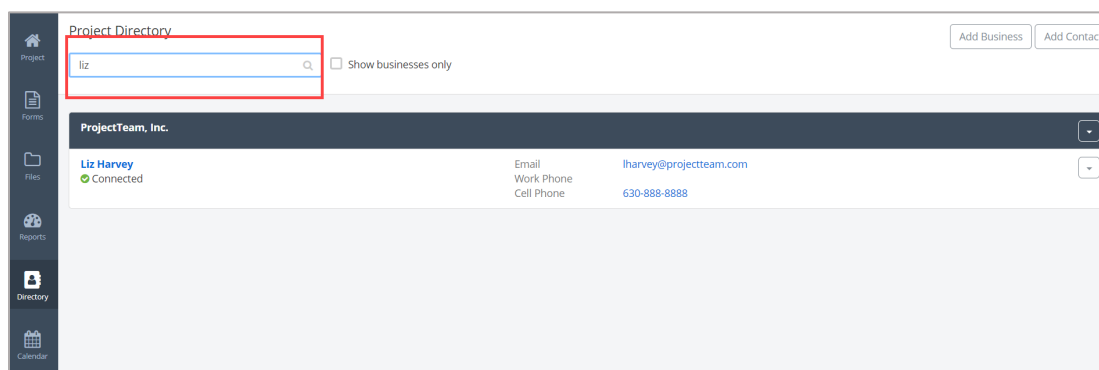 Project Directory
Add Business
Add Contac
Project
liz
Show businesses only
Forms
ProjectTeam, Inc.
Liz Harvey
Email
lharvey@projectteam.com
Connected
Work Phone
Files
Cell Phone
630-888-8888
Reports
Directory
Calendar